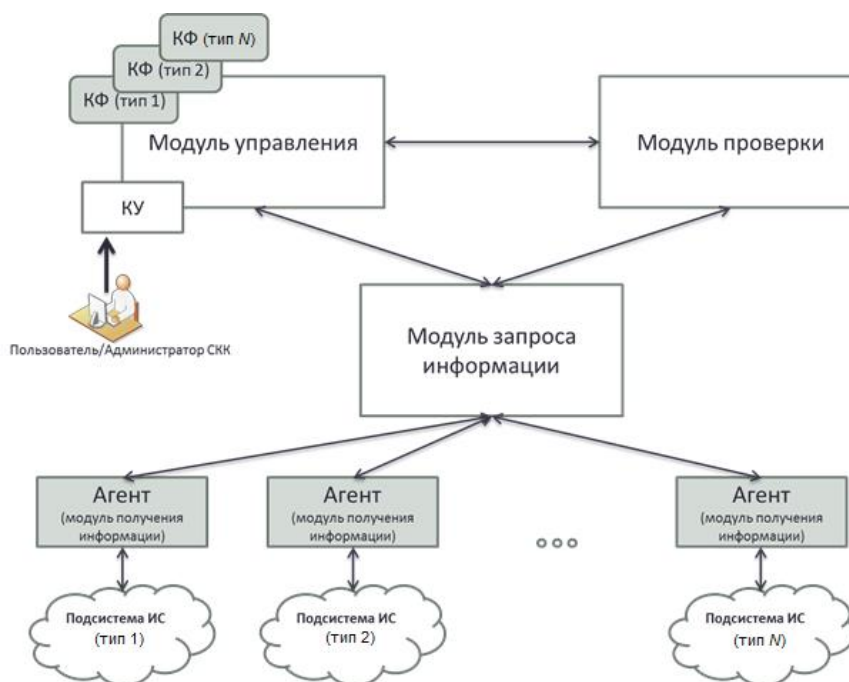 КФ (тип N)
КФ (тип 2)
КФ (тип 1)
Модуль управления
Модуль проверки
КУ
Пользователь/Администратор СКК
Модуль запроса
информации
Агент
(модуль получения
информации)
Агент
(модуль получения
информации)
Агент
(модуль получения
информации)
Подсистема ИС
(тип 1)
Подсистема ИС
(тип 2)
Подсистема ИС
(тип N)